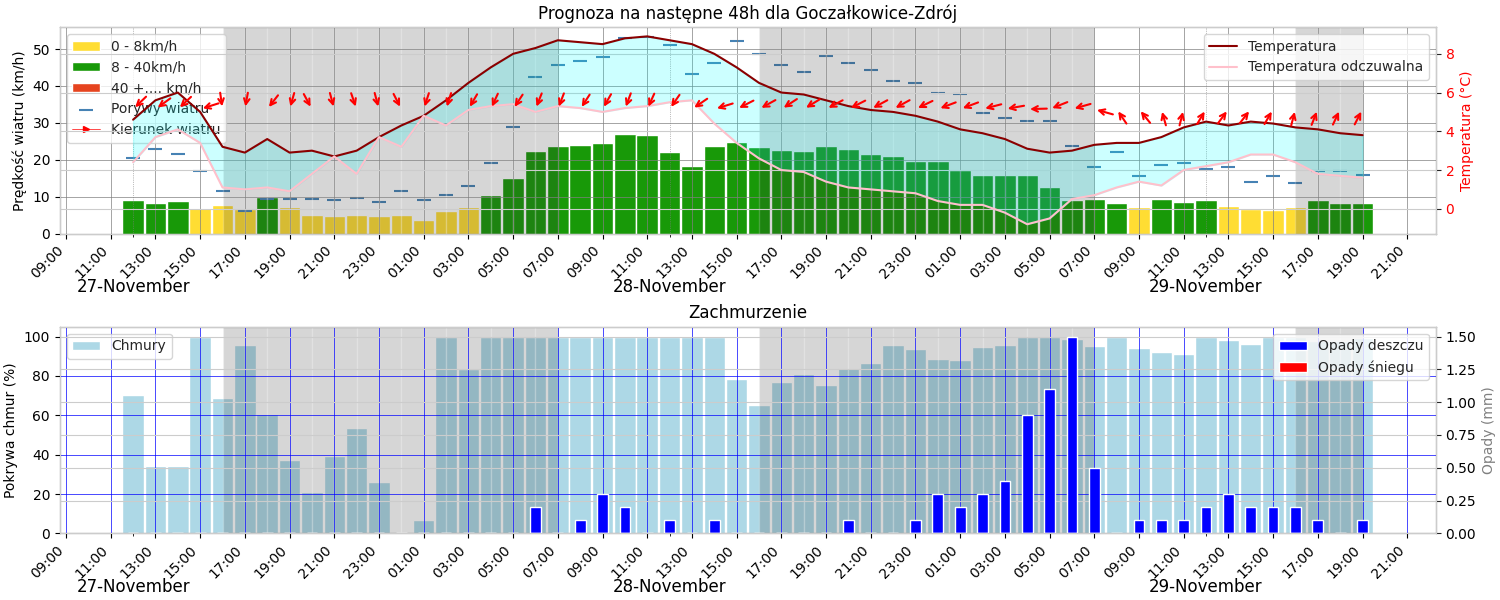 Prognoza na następne 48h dla Goczałkowice-Zdrój
Prędkość wiatru (km/h)
50
40
30
20
10
0
0 - 8km/h
8 - 40km/h
40 +.... km/h
Porywy wiatru
Kierunek wiatru
Temperatura
Temperatura odczuwalna
8
6
4
2
0
Temperatura (°C)
09:00 11:00 13:00 15:00 17:00 19:00 21:00 23:00 01:00 03:00 05:00 07:00 09:00 11:00 13:00 15:00 17:00 19:00 21:00 23:00 01:00 03:00 05:00 07:00 09:00 11:00 13:00 15:00 17:00 19:00 21:00
27-November 28-November 29-November
Zachmurzenie
Pokrywa chmur (%)
100
80
60
40
20
0
Chmury
Opady deszczu
Opady śniegu
1.50
1.25
1.00
0.75
0.50
0.25
0.00
Opady (mm)
09:00 11:00 13:00 15:00 17:00 19:00 21:00 23:00 01:00 03:00 05:00 07:00 09:00 11:00 13:00 15:00 17:00 19:00 21:00 23:00 01:00 03:00 05:00 07:00 09:00 11:00 13:00 15:00 17:00 19:00 21:00
27-November 28-November 29-November